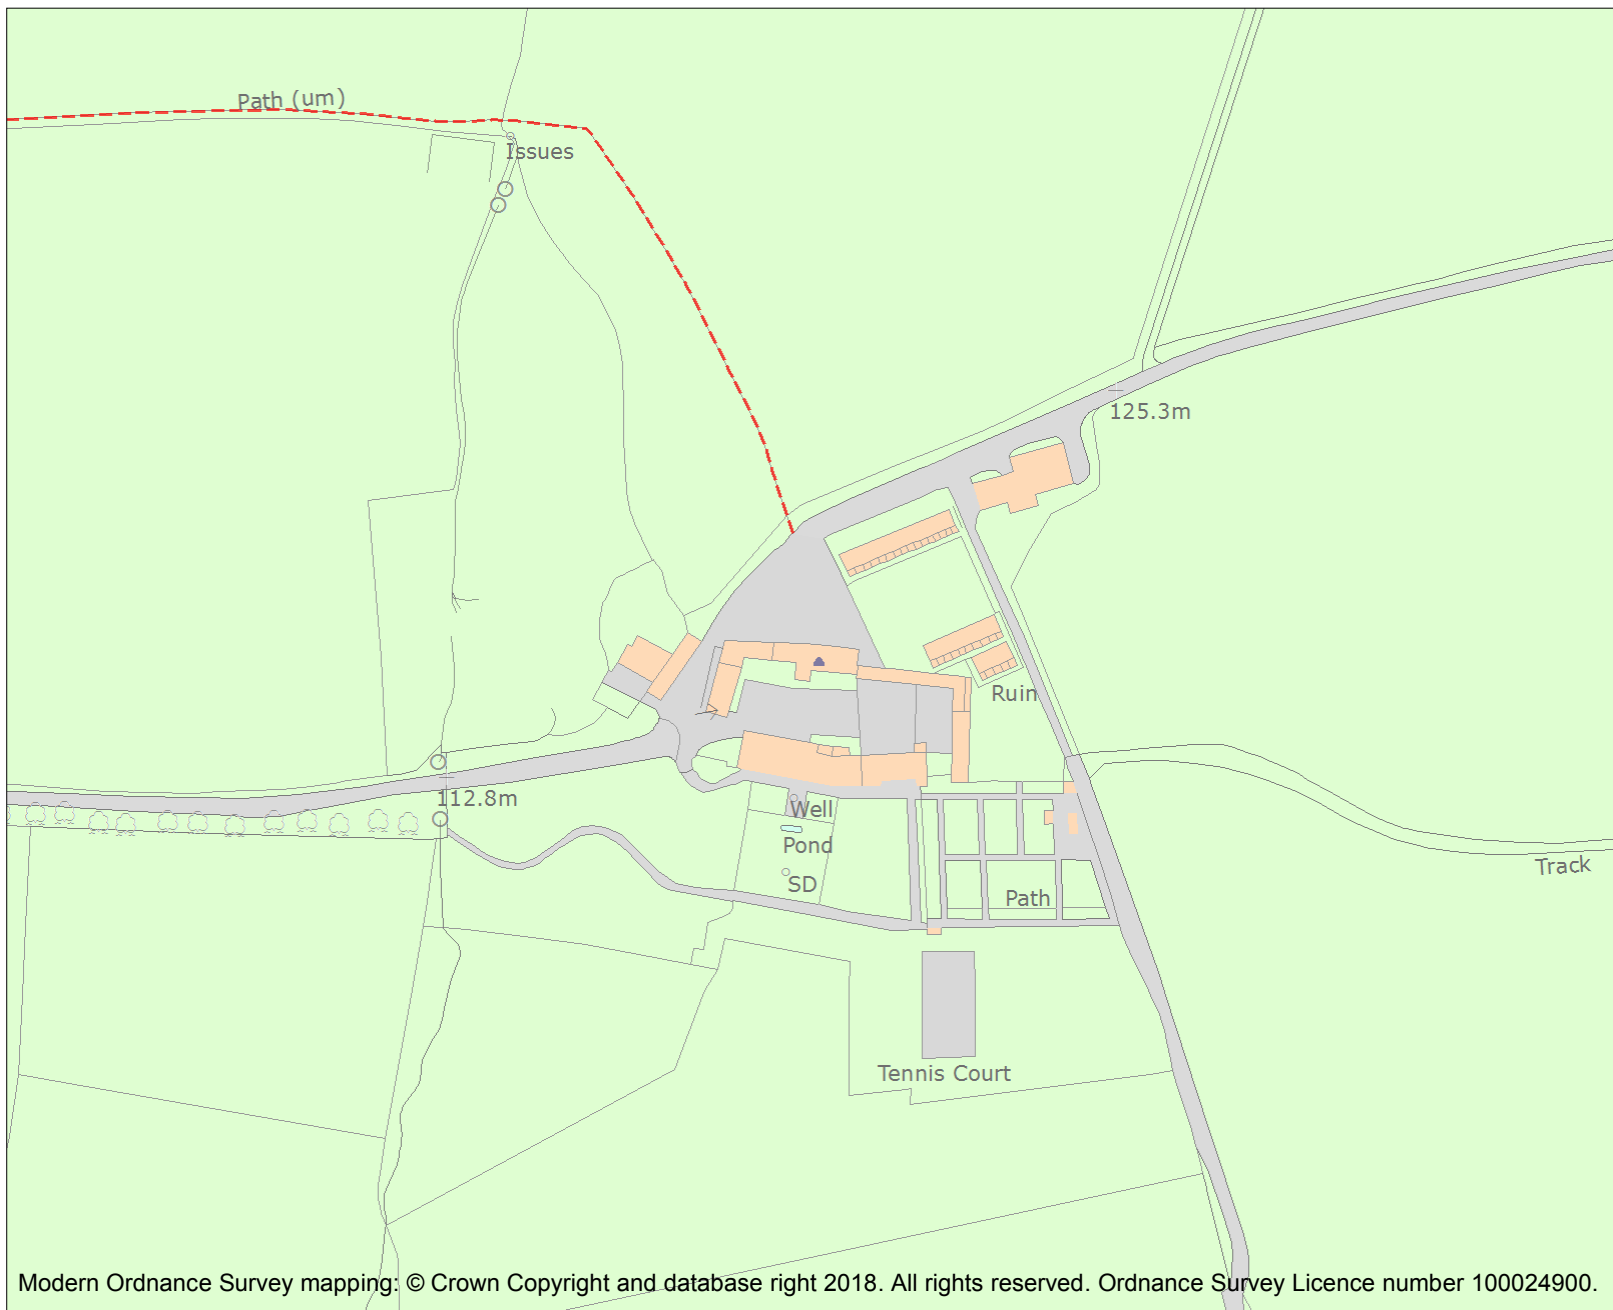 Path (um)
Issues
125.3m
Ruin
112.8m
Well
Pond
Track
SD
Path
Tennis Court
Modern Ordnance Survey mapping: © Crown Copyright and database right 2018. All rights reserved. Ordnance Survey Licence number 100024900.